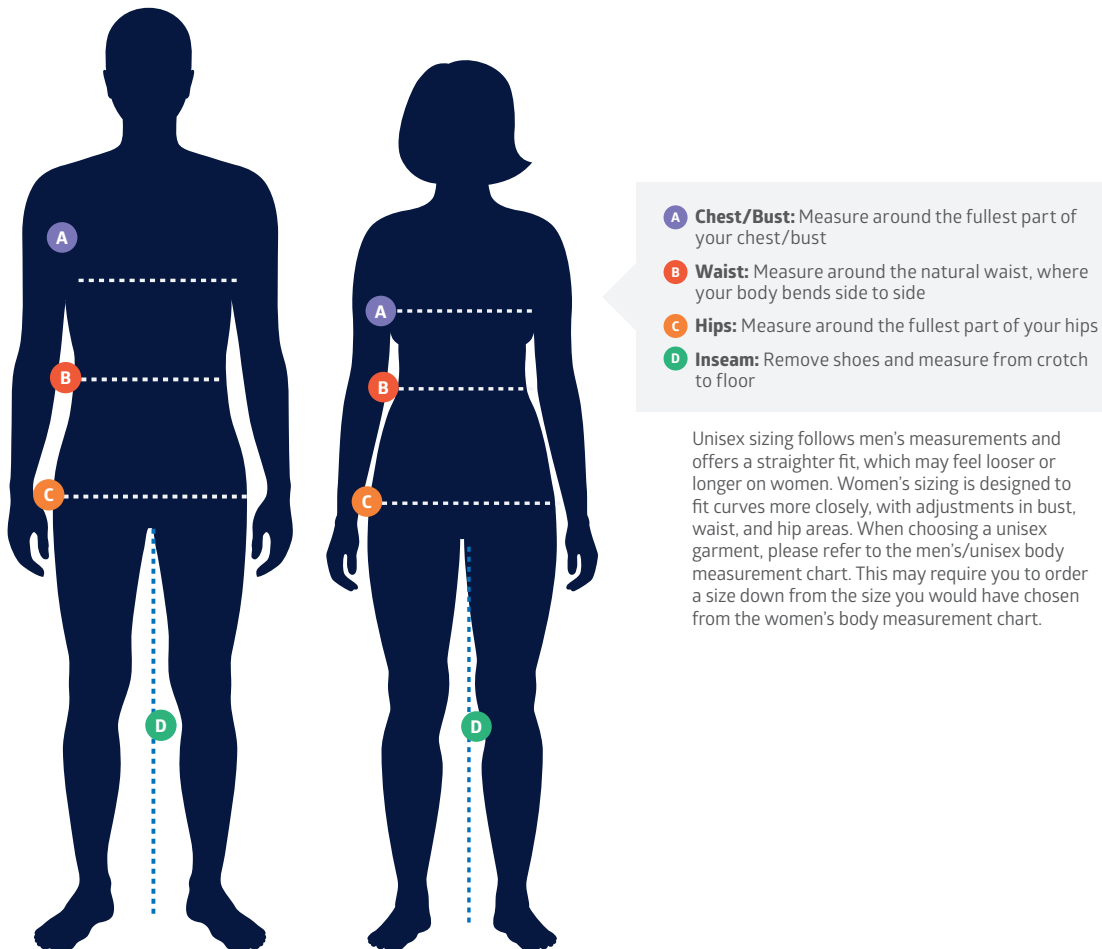 A
B
C
D
A
B
C
D
A Chest/Bust: Measure around the fullest part of
your chest/bust
B Waist: Measure around the natural waist, where
your body bends side to side
C Hips: Measure around the fullest part of your hips
D Inseam: Remove shoes and measure from crotch
to floor
Unisex sizing follows men's measurements and
offers a straighter fit, which may feel looser or
longer on women. Women's sizing is designed to
fit curves more closely, with adjustments in bust,
waist, and hip areas. When choosing a unisex
garment, please refer to the men's/unisex body
measurement chart. This may require you to order
a size down from the size you would have chosen
from the women's body measurement chart.